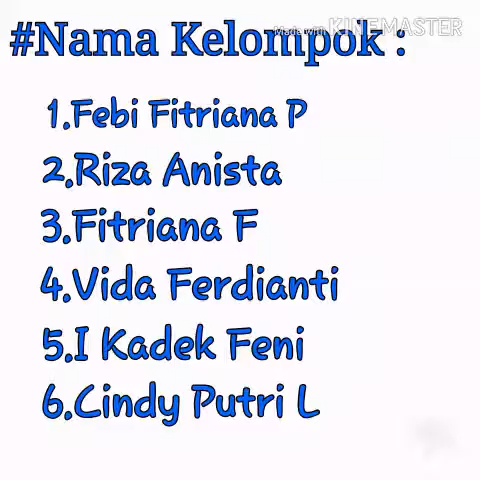 #Nama Kelompok :
Made with KINEMASTER
1.Febi Fitriana P
2.Riza Anista
3.Fitriana F
4.Vida Ferdianti
5.I Kadek Feni
6.Cindy Putri L